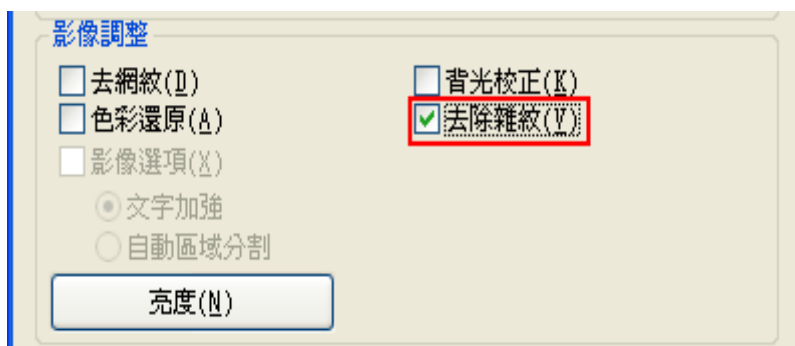 影像調整
去網紋(D) 背光校正(K)
色彩還原(A) 去除雜紋(Y)
影像選項(X)
文字加強
自動區域分割
亮度(N)